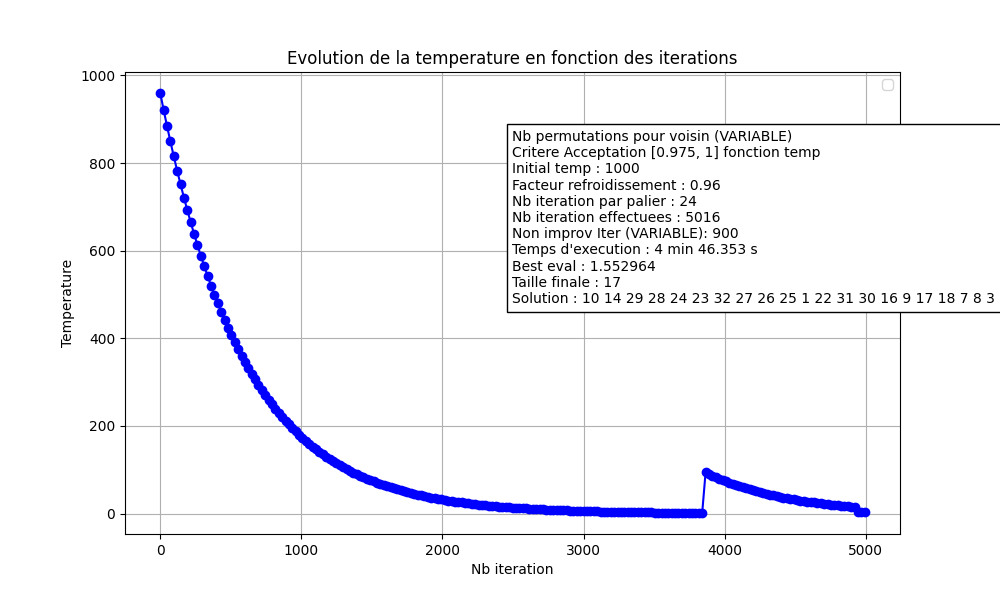 Evolution de la temperature en fonction des iterations
1000
800
600
400
200
0
Temperature
Nb permutations pour voisin (VARIABLE)
Critere Acceptation [0.975, 1] fonction temp
Initial temp : 1000
Facteur refroidissement : 0.96
Nb iteration par palier : 24
Nb iteration effectuees : 5016
Non improv Iter (VARIABLE): 900
Temps d'execution : 4 min 46.353 s
Best eval : 1.552964
Taille finale : 17
Solution : 10 14 29 28 24 23 32 27 26 25 1 22 31 30 16 9 17 18 7 8 3
0 1000 2000 3000 4000 5000
Nb iteration